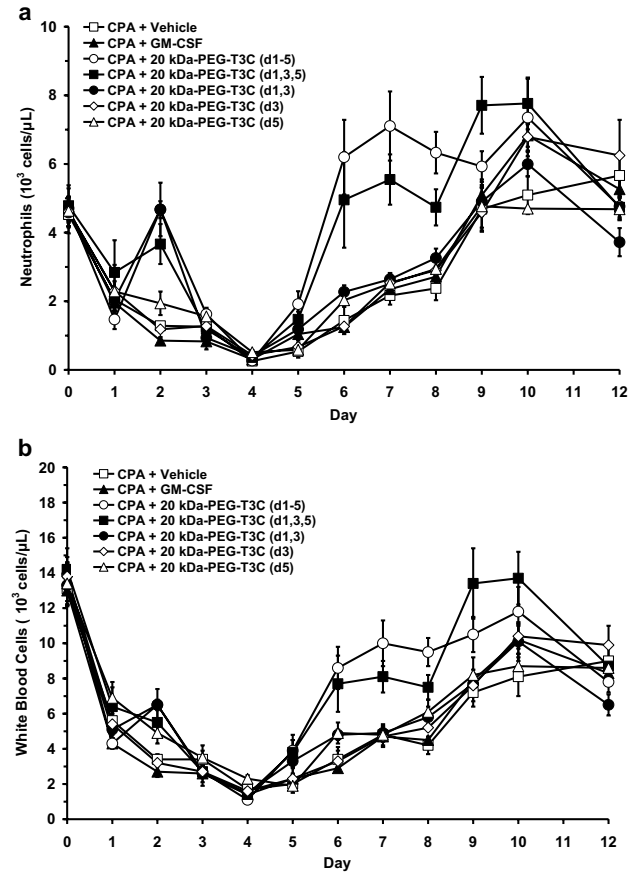 a
10
8
6
4
2
0
Neutrophils (10³ cells/µL)
CPA + Vehicle
CPA + GM-CSF
CPA + 20 kDa-PEG-T3C (d1-5)
CPA + 20 kDa-PEG-T3C (d1,3,5)
CPA + 20 kDa-PEG-T3C (d1,3)
CPA + 20 kDa-PEG-T3C (d3)
CPA + 20 kDa-PEG-T3C (d5)
0 1 2 3 4 5 6 7 8 9 10 11 12
Day
b
20
18
16
14
12
10
8
6
4
2
0
White Blood Cells ( 10³ cells/µL)
CPA + Vehicle
CPA + GM-CSF
CPA + 20 kDa-PEG-T3C (d1-5)
CPA + 20 kDa-PEG-T3C (d1,3,5)
CPA + 20 kDa-PEG-T3C (d1,3)
CPA + 20 kDa-PEG-T3C (d3)
CPA + 20 kDa-PEG-T3C (d5)
0 1 2 3 4 5 6 7 8 9 10 11 12
Day